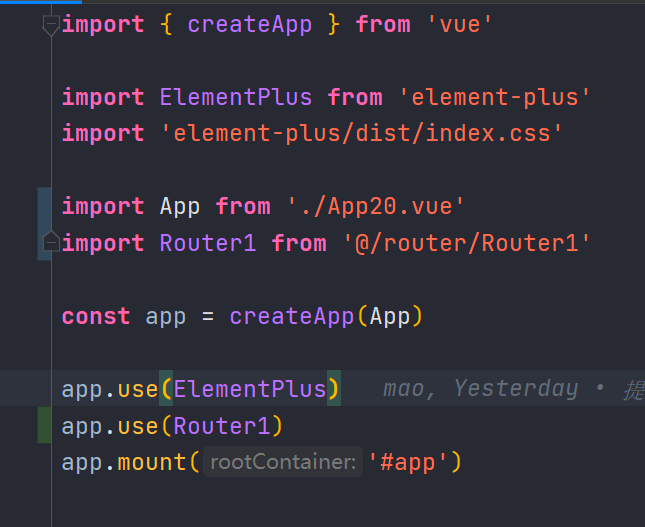 import { createApp } from 'vue'
import ElementPlus from 'element-plus'
import 'element-plus/dist/index.css'
import App from './App20.vue'
import Router1 from '@/router/Router1'
const app = createApp(App)
app.use(ElementPlus) mao, Yesterday • 提
app.use(Router1)
app.mount( rootContainer: '#app')